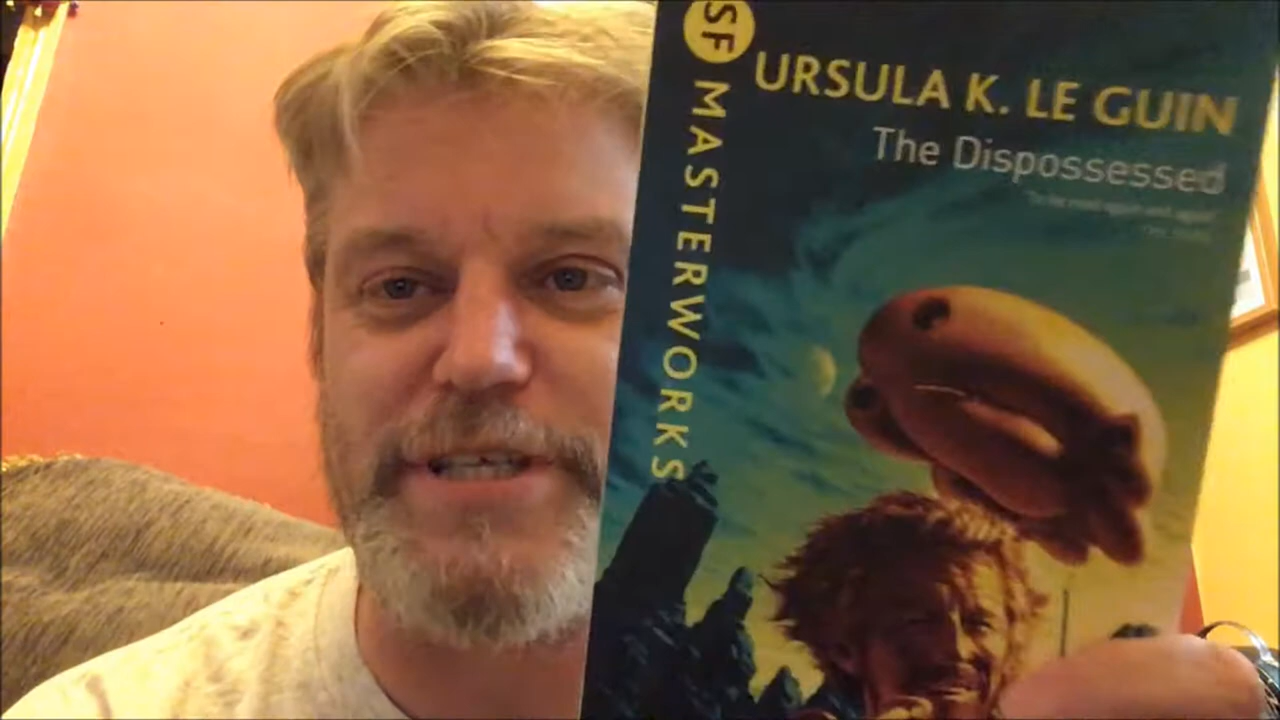 SF MASTERWORKS
URSULA K. LE GUIN
The Dispossessed